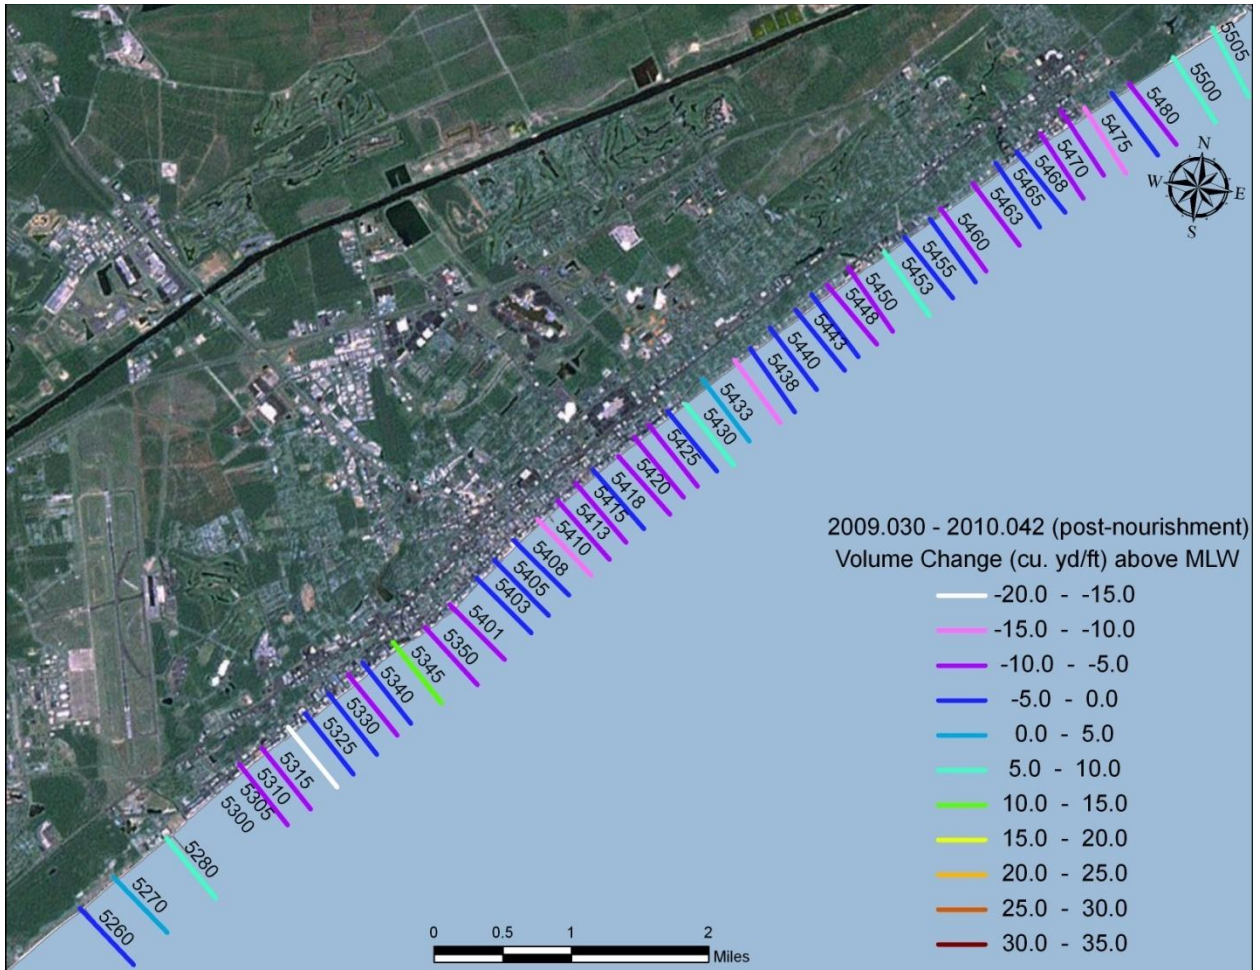 5505
5500
5480
5475
5470
5468
5465
5463
5460
5455
5453
5450
5448
5443
5440
5438
5433
5430
5425
5420
5418
5415
5413
5410
5408
5405
5403
5401
5350
5345
5340
5330
5325
5315
5310
5305
5300
5280
5270
5260
N
W E
S
2009.030 - 2010.042 (post-nourishment)
Volume Change (cu. yd/ft) above MLW
-20.0 - -15.0
-15.0 - -10.0
-10.0 - -5.0
-5.0 - 0.0
0.0 - 5.0
5.0 - 10.0
10.0 - 15.0
15.0 - 20.0
20.0 - 25.0
25.0 - 30.0
30.0 - 35.0
0 0.5 1 2
Miles